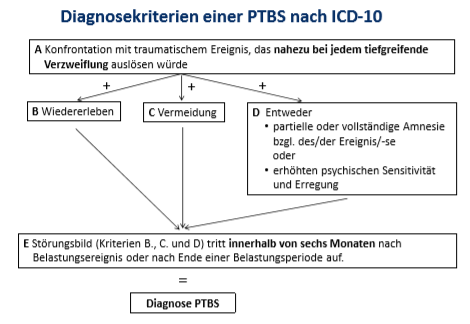 Diagnosekriterien einer PTBS nach ICD-10
A Konfrontation mit traumatischem Ereignis, das nahezu bei jedem tiefgreifende
Verzweiflung auslösen würde
+ + +
B Wiedererleben
C Vermeidung
D Entweder
• partielle oder vollständige Amnesie
bzgl. des/der Ereignis/-se
oder
• erhöhten psychischen Sensitivität
und Erregung
E Störungsbild (Kriterien B., C. und D) tritt innerhalb von sechs Monaten nach
Belastungsereignis oder nach Ende einer Belastungsperiode auf.
=
Diagnose PTBS